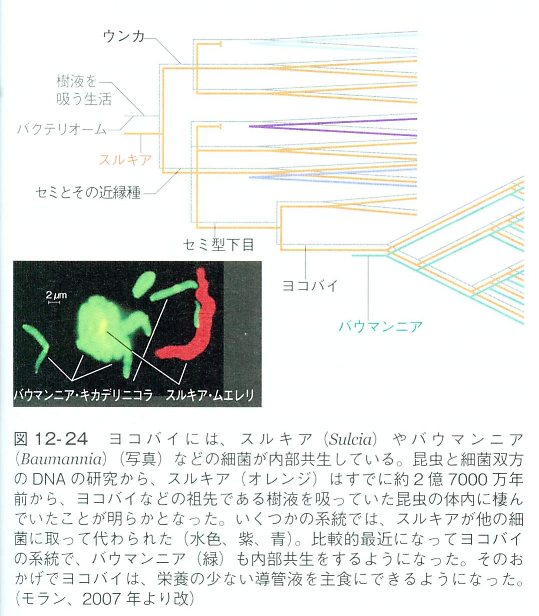 ウンカ
樹液を
吸う生活
バクテリオーム
スルキア
セミとその近縁種
セミ型下目
ヨコバイ
バウマンニア
2μm
バウマンニア・キカデリニコラ スルキア・ムエレリ
図12-24 ヨコバイには、スルキア（Sulcia）やバウマンニア
（Baumannia）（写真）などの細菌が内部共生している。昆虫と細菌双方
のDNAの研究から、スルキア（オレンジ）はすでに約2億7000万年
前から、ヨコバイなどの祖先である樹液を吸っていた昆虫の体内に棲ん
でいたことが明らかとなった。いくつかの系統では、スルキアが他の細
菌に取って代わられた（水色、紫、青）。比較的最近になってヨコバイ
の系統で、バウマンニア（緑）も内部共生をするようになった。そのお
かげでヨコバイは、栄養の少ない導管液を主食にできるようになった。
（モラン、2007年より改）